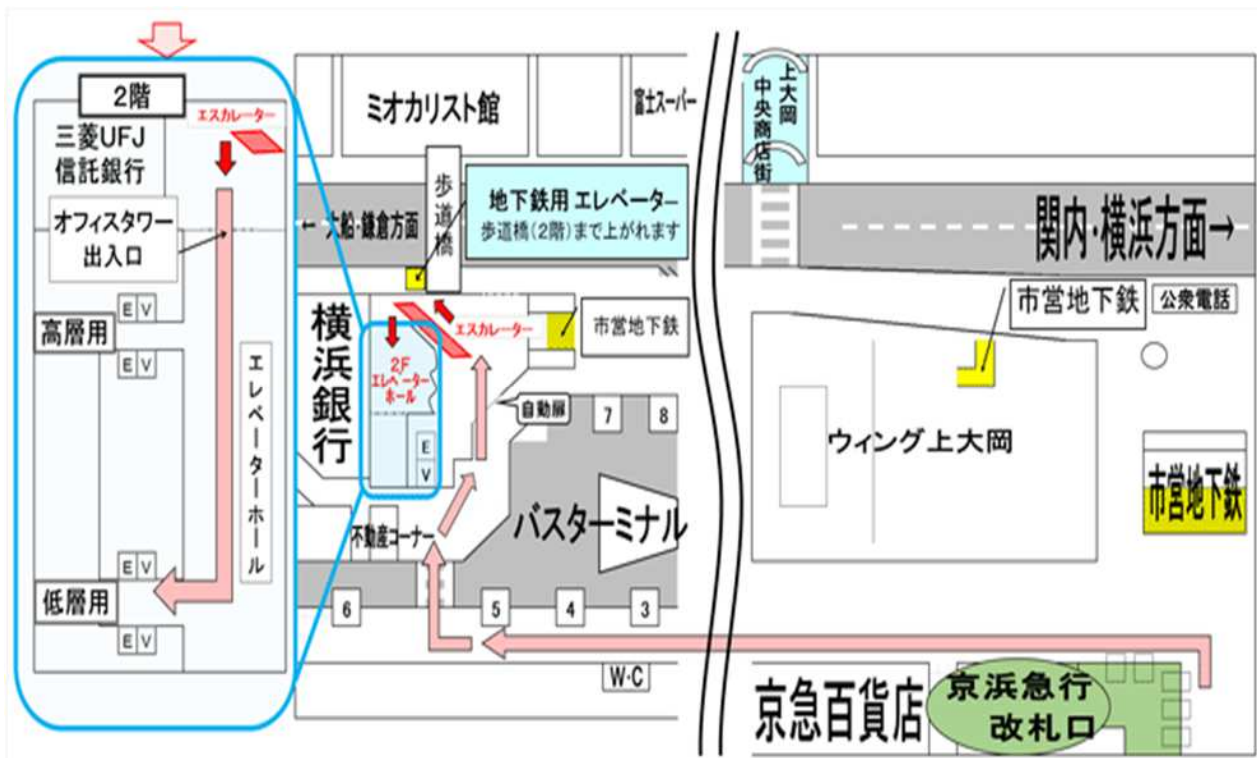 2階
エスカレーター
三菱UFJ
信託銀行
オフィスタワー
出入口
EV
高層用
EV
エレベーターホール
EV
低層用
EV
ミオカリスト館
富士スーパー
歩道橋
地下鉄用 エレベーター
歩道橋(2階)まで上がれます
← 大船・鎌倉方面
横浜銀行
エスカレーター
2F
エレベーター
ホール
EV
市営地下鉄
自動扉
7
8
バスターミナル
不動産コーナー
6
5
4
3
W・C
上大岡
中央商店街
関内・横浜方面→
市営地下鉄
公衆電話
ウィング上大岡
市営地下鉄
京急百貨店
京浜急行
改札口